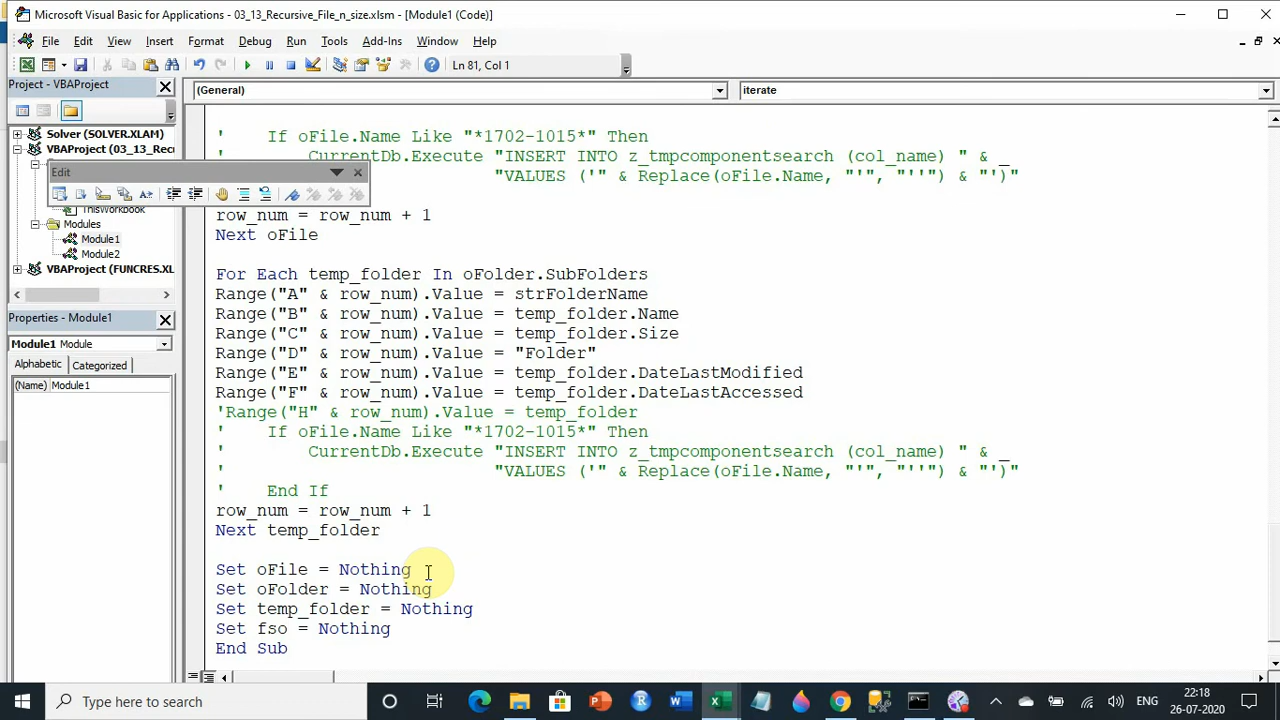 Microsoft Visual Basic for Applications - 03_13_Recursive_File_n_size.xlsm - [Module1 (Code)]
File Edit View Insert Format Debug Run Tools Add-Ins Window Help
Ln 81, Col 1
Project - VBAProject
(General) iterate
Solver (SOLVER.XLAM)
VBAProject (03_13_Recu
Edit
ThisWorkbook
Modules
Module1
Module2
VBAProject (FUNCRES.XL
Properties - Module1
Module1 Module
Alphabetic Categorized
(Name) Module1
' If oFile.Name Like "*1702-1015*" Then
' CurrentDb.Execute "INSERT INTO z_tmpcomponentsearch (col_name) " & _
"VALUES ('" & Replace(oFile.Name, "'", "''") & "')"
row_num = row_num + 1
Next oFile
For Each temp_folder In oFolder.SubFolders
Range("A" & row_num).Value = strFolderName
Range("B" & row_num).Value = temp_folder.Name
Range("C" & row_num).Value = temp_folder.Size
Range("D" & row_num).Value = "Folder"
Range("E" & row_num).Value = temp_folder.DateLastModified
Range("F" & row_num).Value = temp_folder.DateLastAccessed
'Range("H" & row_num).Value = temp_folder
' If oFile.Name Like "*1702-1015*" Then
' CurrentDb.Execute "INSERT INTO z_tmpcomponentsearch (col_name) " & _
' "VALUES ('" & Replace(oFile.Name, "'", "''") & "')"
' End If
row_num = row_num + 1
Next temp_folder
Set oFile = Nothing
Set oFolder = Nothing
Set temp_folder = Nothing
Set fso = Nothing
End Sub
Type here to search
ENG
22:18
26-07-2020